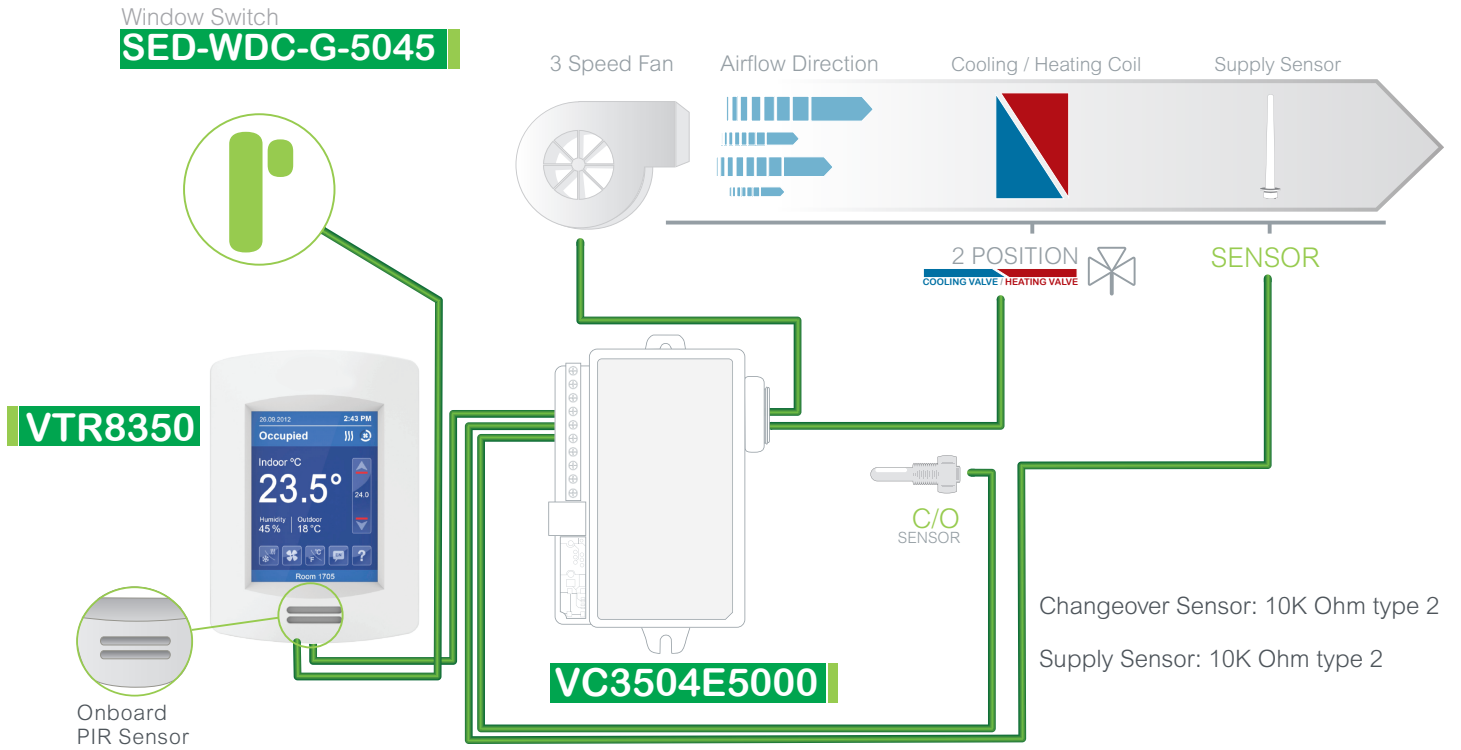 Window Switch
SED-WDC-G-5045
3 Speed Fan
Airflow Direction
Cooling / Heating Coil
Supply Sensor
2 POSITION
COOLING VALVE / HEATING VALVE
SENSOR
VTR8350
26.09.2012
2:43 PM
Occupied
Indoor ºC
23.5°
24.0
Humidity
45 %
Outdoor
18 °C
°C
°F
?
Room 1705
C/O
SENSOR
Changeover Sensor: 10K Ohm type 2
Supply Sensor: 10K Ohm type 2
VC3504E5000
Onboard
PIR Sensor